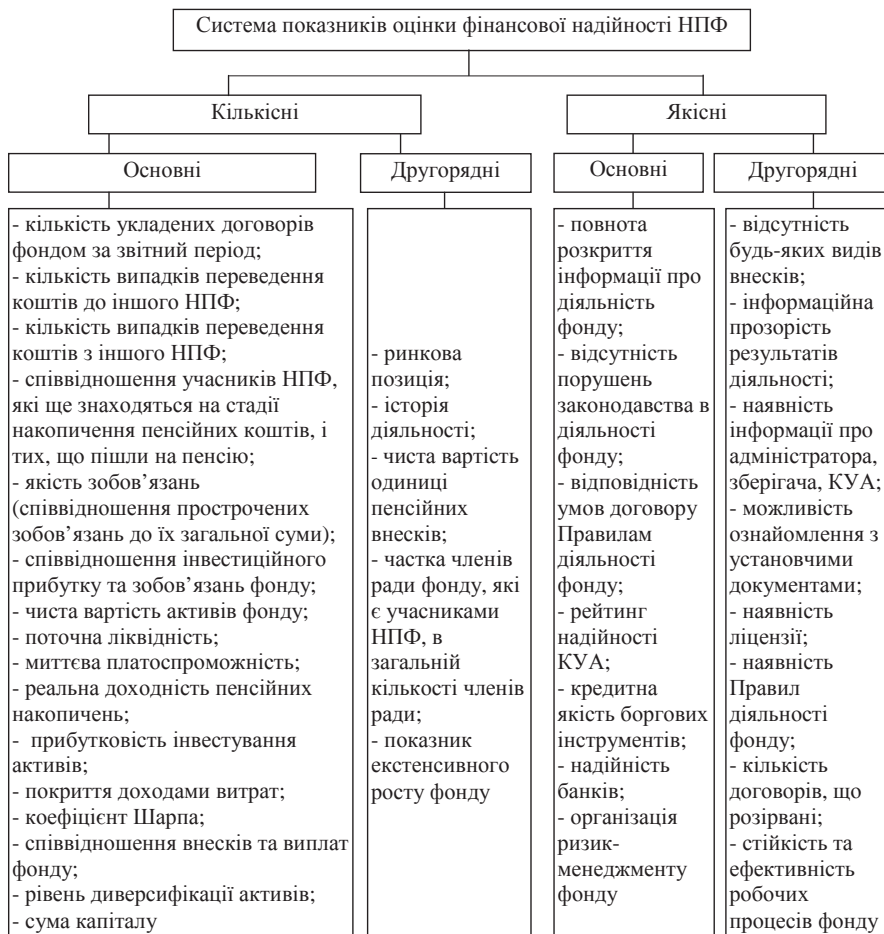 Система показників оцінки фінансової надійності НПФ
Кількісні
Якісні
Основні
Другорядні
Основні
Другорядні
- кількість укладених договорів
фондом за звітний період;
- кількість випадків переведення
коштів до іншого НПФ;
- кількість випадків переведення
коштів з іншого НПФ;
- співвідношення учасників НПФ,
які ще знаходяться на стадії
накопичення пенсійних коштів, і
тих, що пішли на пенсію;
- якість зобов’язань
(співвідношення прострочених
зобов’язань до їх загальної суми);
- співвідношення інвестиційного
прибутку та зобов’язань фонду;
- чиста вартість активів фонду;
- поточна ліквідність;
- миттєва платоспроможність;
- реальна доходність пенсійних
накопичень;
- прибутковість інвестування
активів;
- покриття доходами витрат;
- коефіцієнт Шарпа;
- співвідношення внесків та виплат
фонду;
- рівень диверсифікації активів;
- сума капіталу
- ринкова
позиція;
- історія
діяльності;
- чиста вартість
одиниці
пенсійних
внесків;
- частка членів
ради фонду, які
є учасниками
НПФ, в
загальній
кількості членів
ради;
- показник
екстенсивного
росту фонду
- повнота
розкриття
інформації про
діяльність
фонду;
- відсутність
порушень
законодавства в
діяльності
фонду;
- відповідність
умов договору
Правилам
діяльності
фонду;
- рейтинг
надійності
КУА;
- кредитна
якість боргових
інструментів;
- надійність
банків;
- організація
ризик-
менеджменту
фонду
- відсутність
будь-яких видів
внесків;
- інформаційна
прозорість
результатів
діяльності;
- наявність
інформації про
адміністратора,
зберігача, КУА;
- можливість
ознайомлення з
установчими
документами;
- наявність
ліцензії;
- наявність
Правил
діяльності
фонду;
- кількість
договорів, що
розірвані;
- стійкість та
ефективність
робочих
процесів фонду